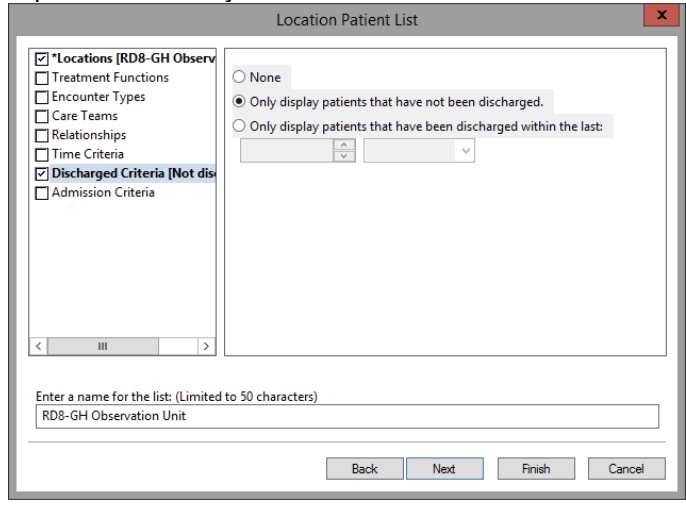 Location Patient List
x
*Locations [RD8-GH Observ
Treatment Functions
Encounter Types
Care Teams
Relationships
Time Criteria
Discharged Criteria [Not dis
Admission Criteria
None
Only display patients that have not been discharged.
Only display patients that have been discharged within the last:
Enter a name for the list: (Limited to 50 characters)
RD8-GH Observation Unit
Back Next Finish Cancel